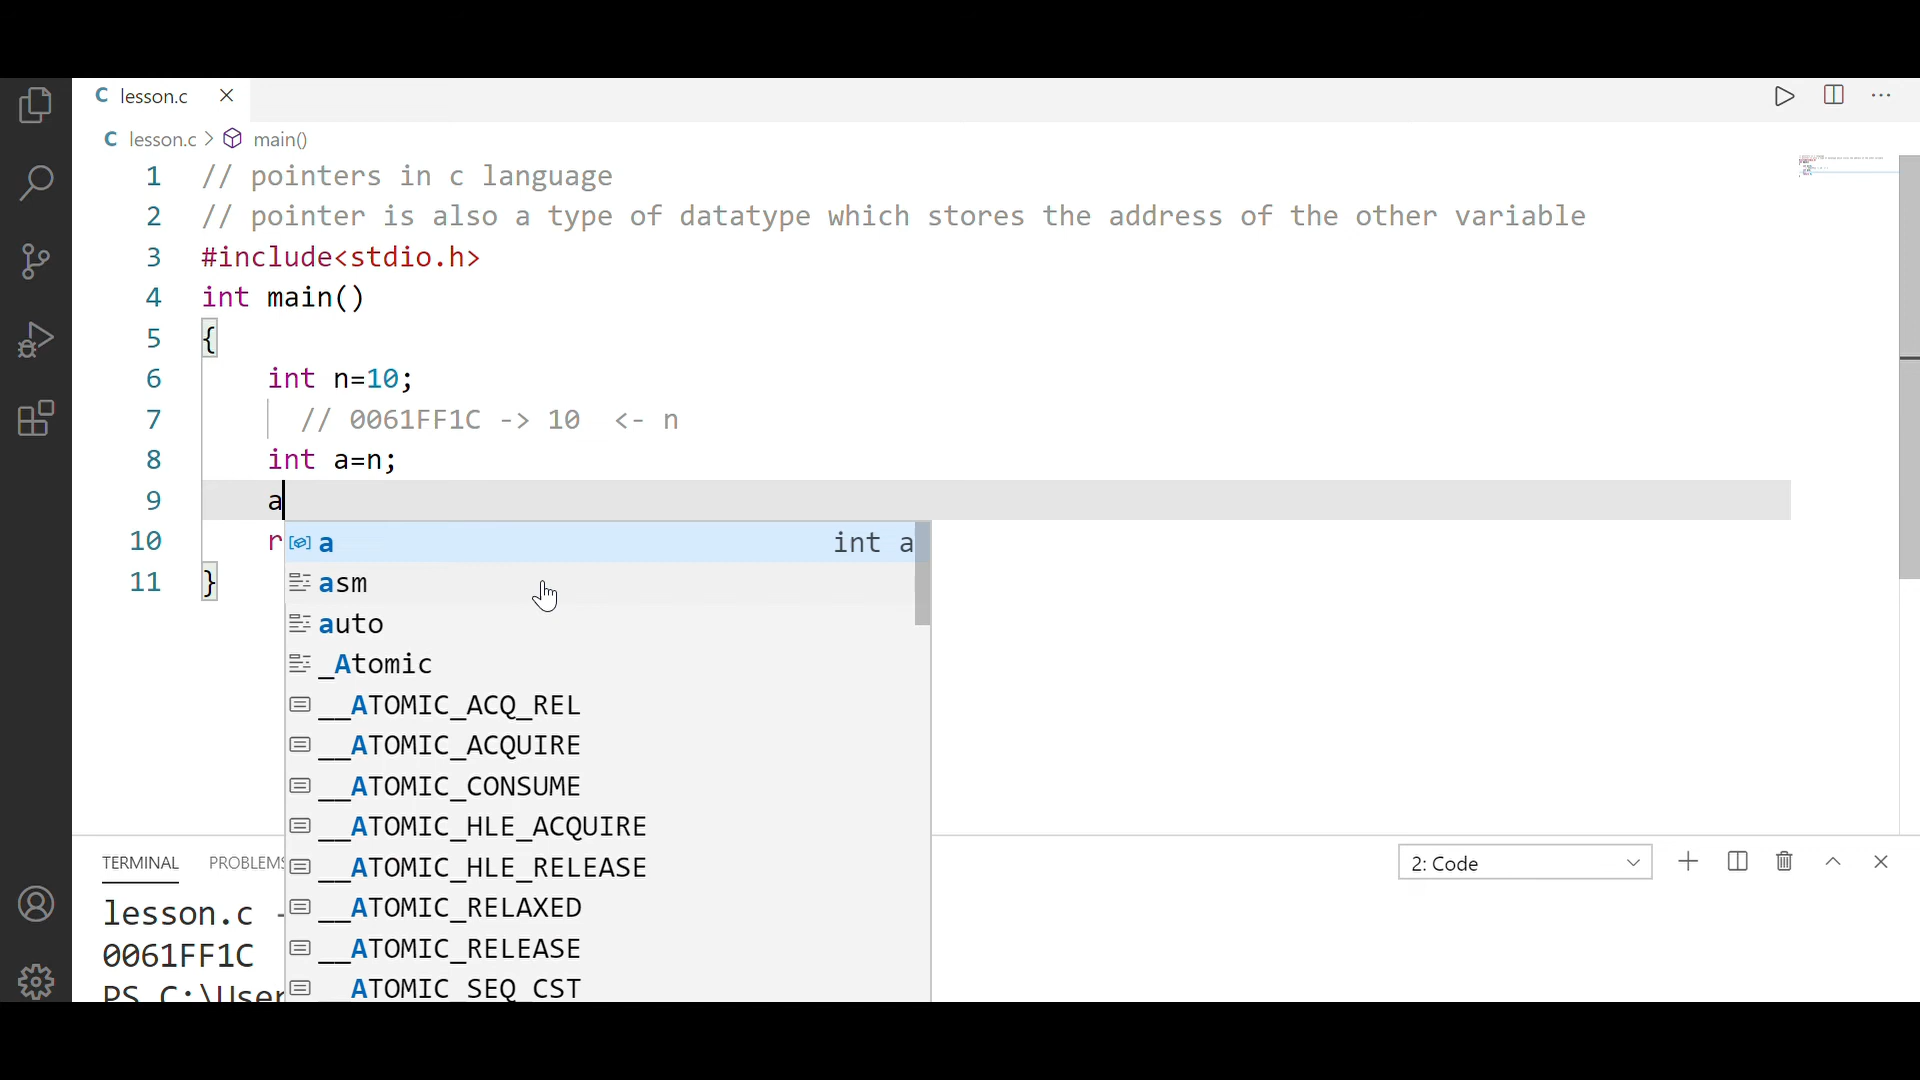 C lesson.c
C lesson.c > main()
1 // pointers in c language
2 // pointer is also a type of datatype which stores the address of the other variable
3 #include<stdio.h>
4 int main()
5 {
6 int n=10;
7 // 0061FF1C -> 10 <- n
8 int a=n;
9 a
10 r
11 }
a int a
asm
auto
_Atomic
__ATOMIC_ACQ_REL
__ATOMIC_ACQUIRE
__ATOMIC_CONSUME
__ATOMIC_HLE_ACQUIRE
__ATOMIC_HLE_RELEASE
__ATOMIC_RELAXED
__ATOMIC_RELEASE
__ATOMIC_SEQ_CST
TERMINAL PROBLEMS 2: Code
lesson.c -
0061FF1C
PS C:\User